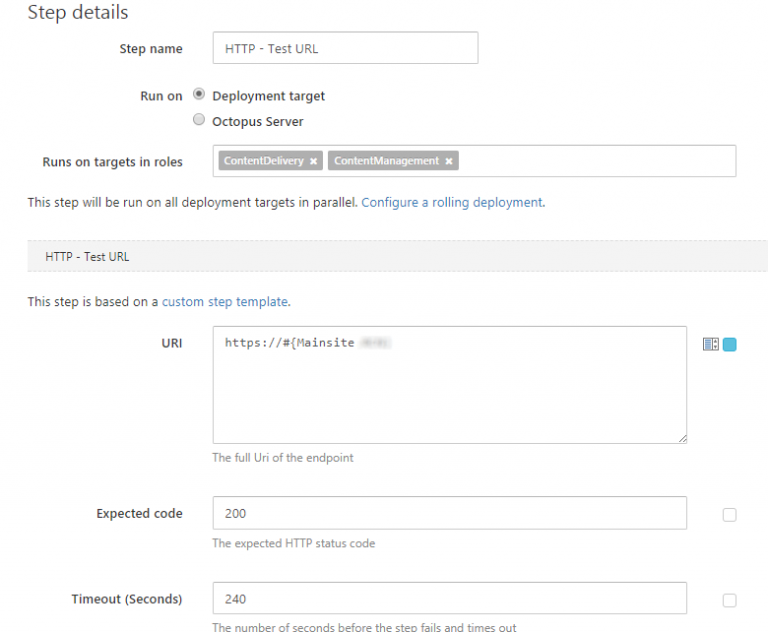 Step details
Step name HTTP - Test URL
Run on Deployment target
Octopus Server
Runs on targets in roles ContentDelivery × ContentManagement ×
This step will be run on all deployment targets in parallel. Configure a rolling deployment.
HTTP - Test URL
This step is based on a custom step template.
URI https://#{Mainsite
The full Uri of the endpoint
Expected code 200
The expected HTTP status code
Timeout (Seconds) 240
The number of seconds before the step fails and times out